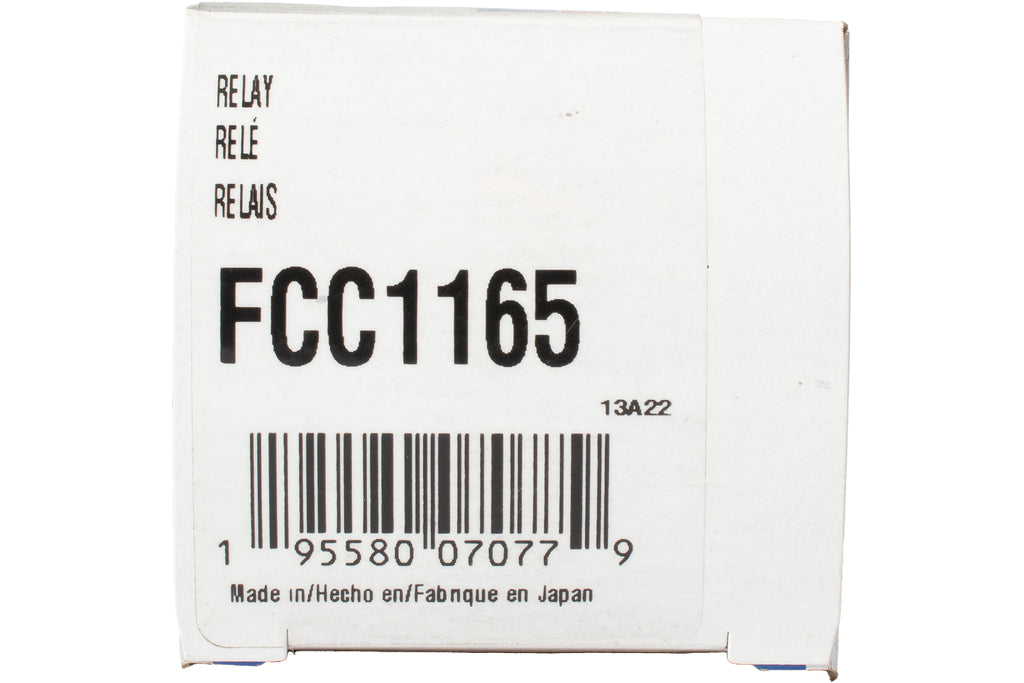 RELAY
RELÉ
RELAIS
FCC1165
13A22
1 95580 07077 9
Made in/Hecho en/Fabrique en Japan